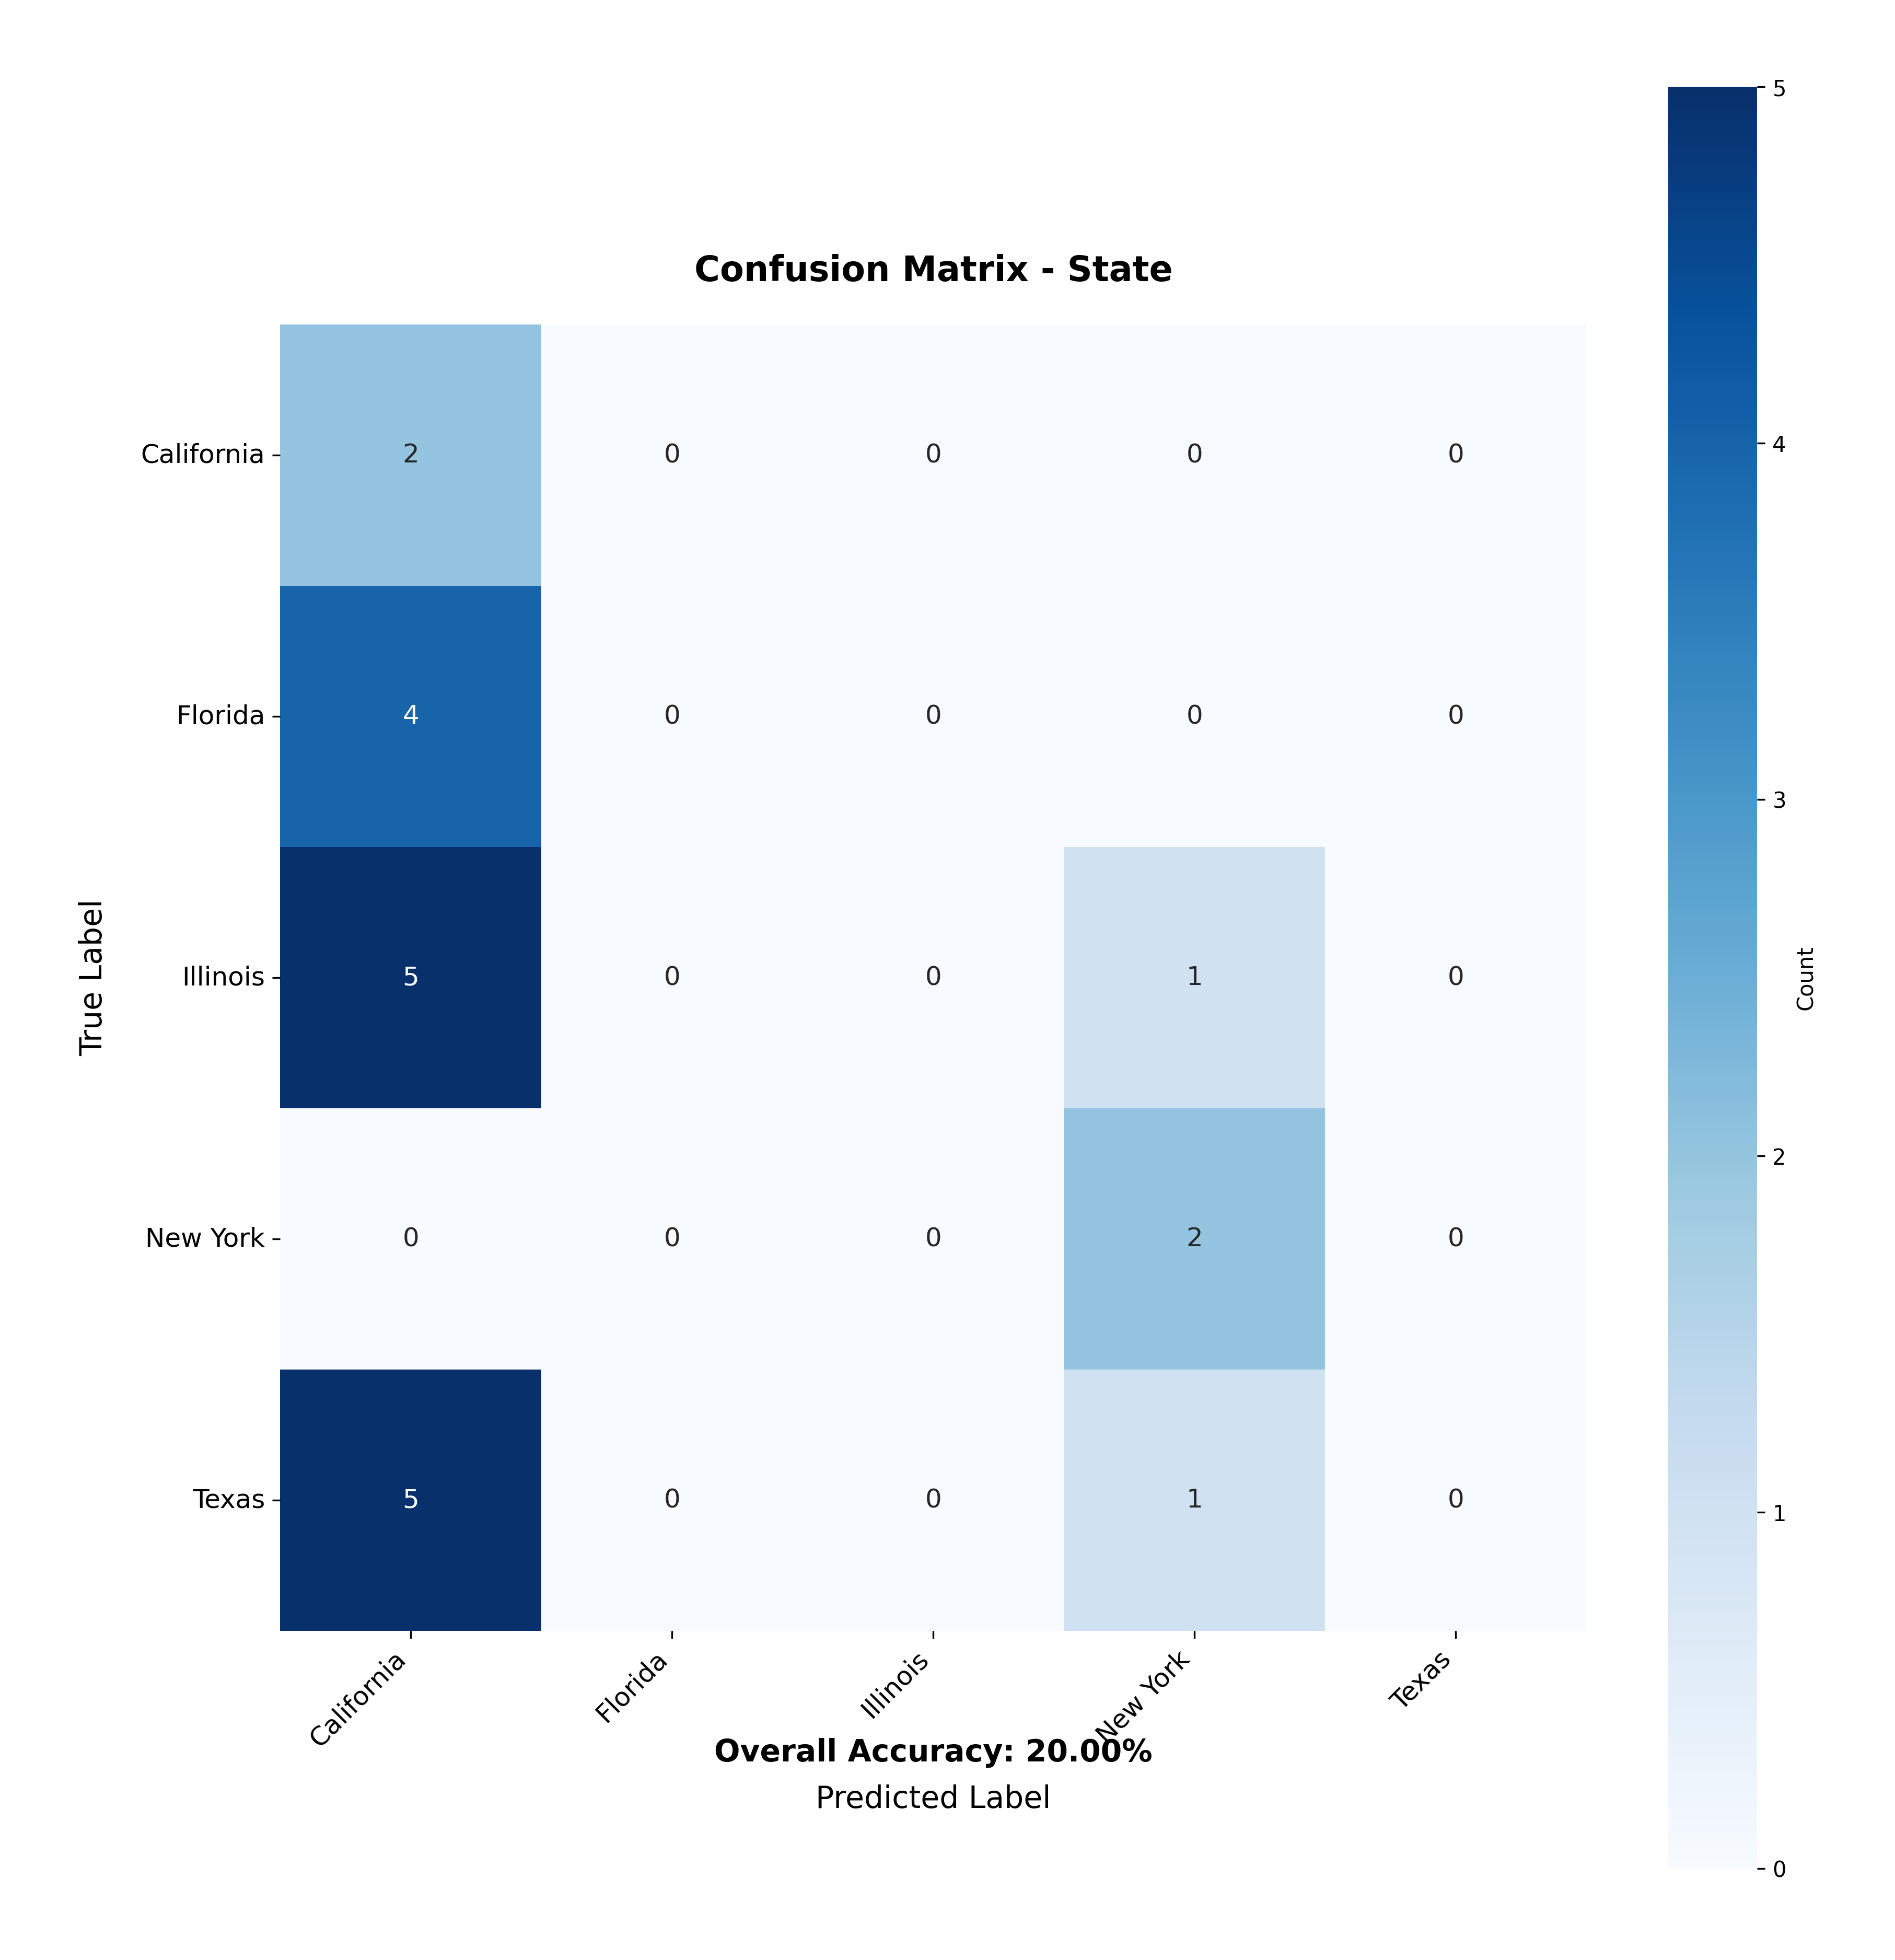 Confusion Matrix - State
California 2 0 0 0 0
Florida 4 0 0 0 0
Illinois 5 0 0 1 0
New York 0 0 0 2 0
Texas 5 0 0 1 0
True Label
California Florida Illinois New York Texas
Overall Accuracy: 20.00%
Predicted Label
5
4
3
2
1
0
Count